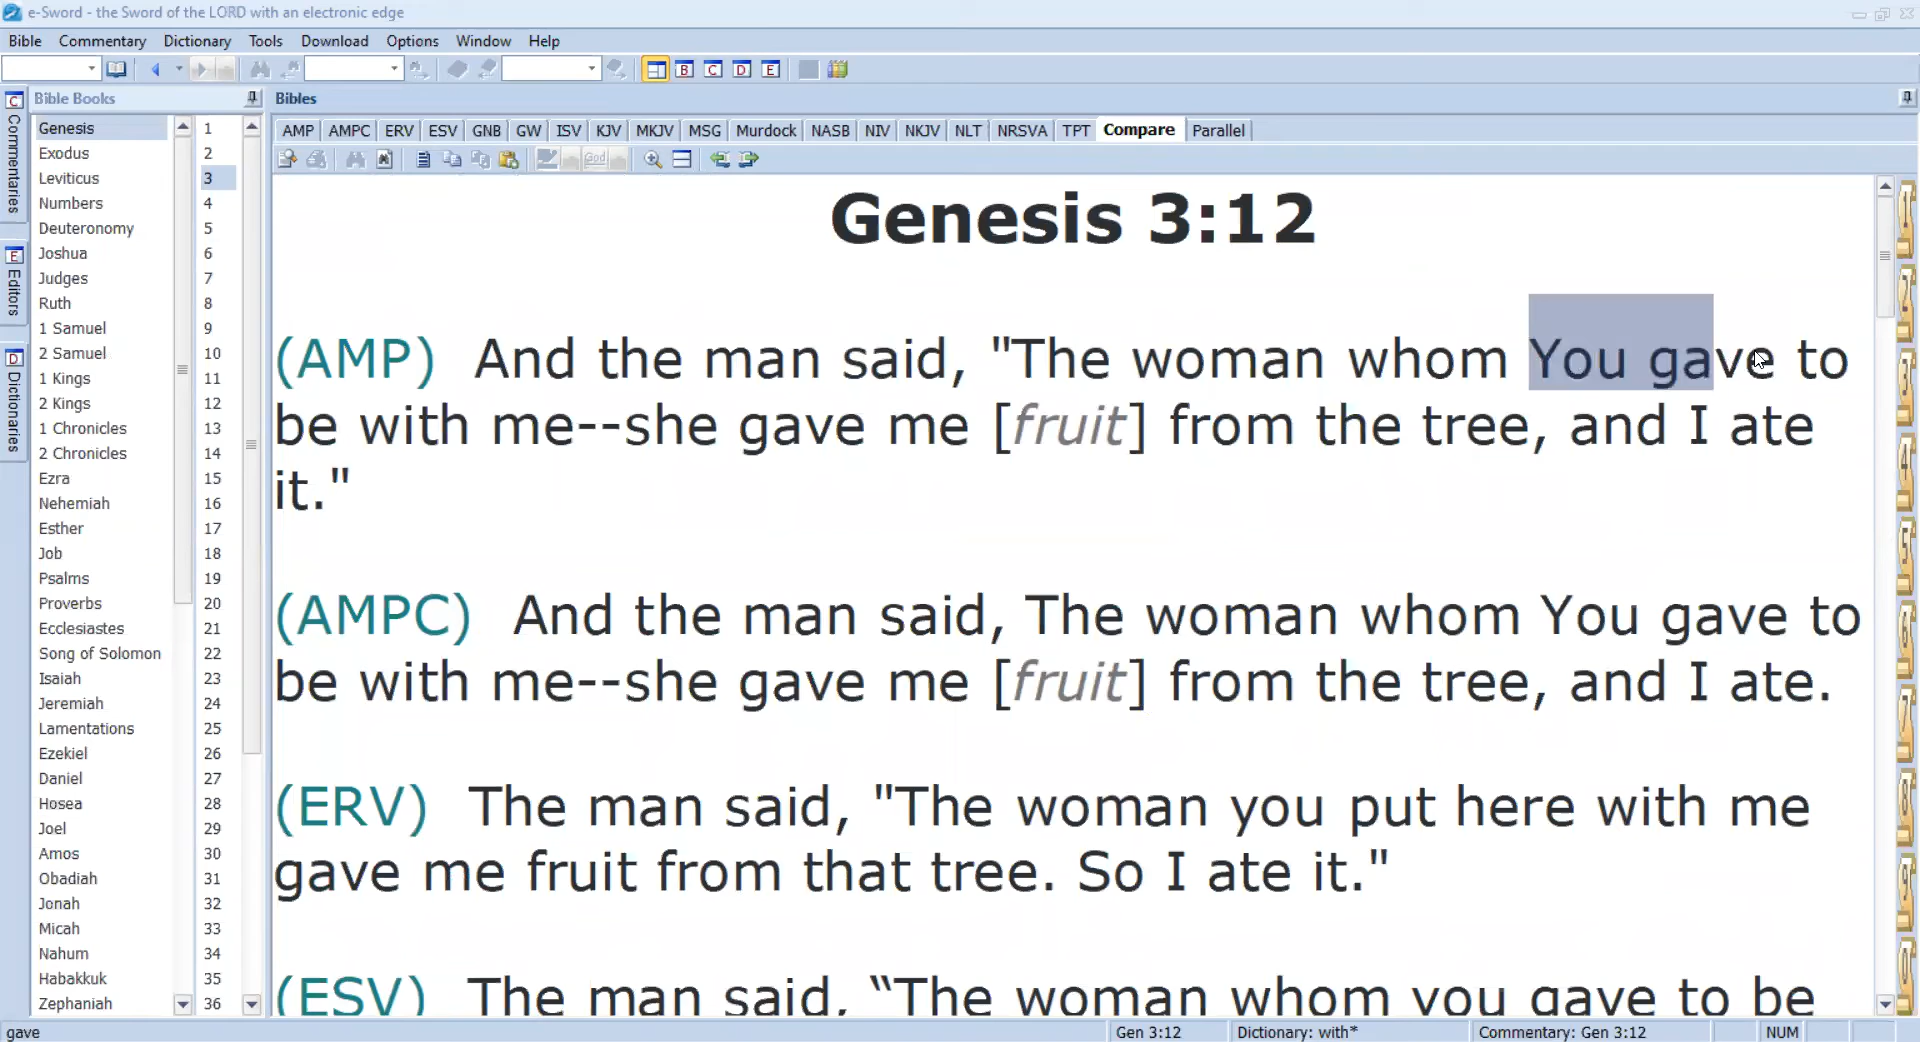 e-Sword - the Sword of the LORD with an electronic edge
Bible Commentary Dictionary Tools Download Options Window Help
B C D E
Bible Books
Bibles
C Commentaries
E Editors
D Dictionaries
Genesis
Exodus
Leviticus
Numbers
Deuteronomy
Joshua
Judges
Ruth
1 Samuel
2 Samuel
1 Kings
2 Kings
1 Chronicles
2 Chronicles
Ezra
Nehemiah
Esther
Job
Psalms
Proverbs
Ecclesiastes
Song of Solomon
Isaiah
Jeremiah
Lamentations
Ezekiel
Daniel
Hosea
Joel
Amos
Obadiah
Jonah
Micah
Nahum
Habakkuk
Zephaniah
1
2
3
4
5
6
7
8
9
10
11
12
13
14
15
16
17
18
19
20
21
22
23
24
25
26
27
28
29
30
31
32
33
34
35
36
AMP AMPC ERV ESV GNB GW ISV KJV MKJV MSG Murdock NASB NIV NKJV NLT NRSVA TPT Compare Parallel
God
Genesis 3:12
(AMP) And the man said, "The woman whom You gave to
be with me--she gave me [fruit] from the tree, and I ate
it."
(AMPC) And the man said, The woman whom You gave to
be with me--she gave me [fruit] from the tree, and I ate.
(ERV) The man said, "The woman you put here with me
gave me fruit from that tree. So I ate it."
(ESV) The man said, “The woman whom you gave to be
gave
Gen 3:12
Dictionary: with*
Commentary: Gen 3:12
NUM